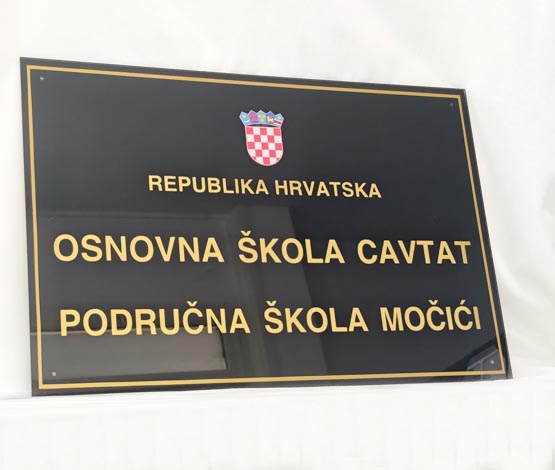 REPUBLIKA HRVATSKA
OSNOVNA ŠKOLA CAVTAT
PODRUČNA ŠKOLA MOČIĆI